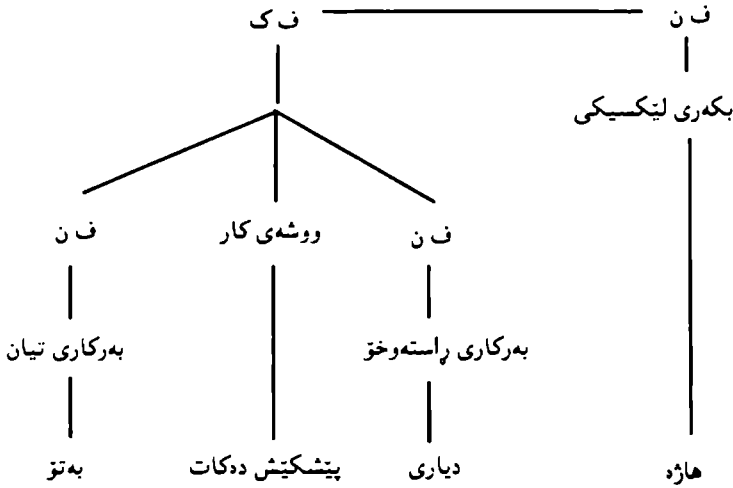 ف ن ف ک
بکەری لێکسیکی
ف ن ووشەی کار ف ن
بەرکاری ڕاستەوخۆ بەرکاری تیان
هاژە دیاری پێشکێش دەکات بەتۆ